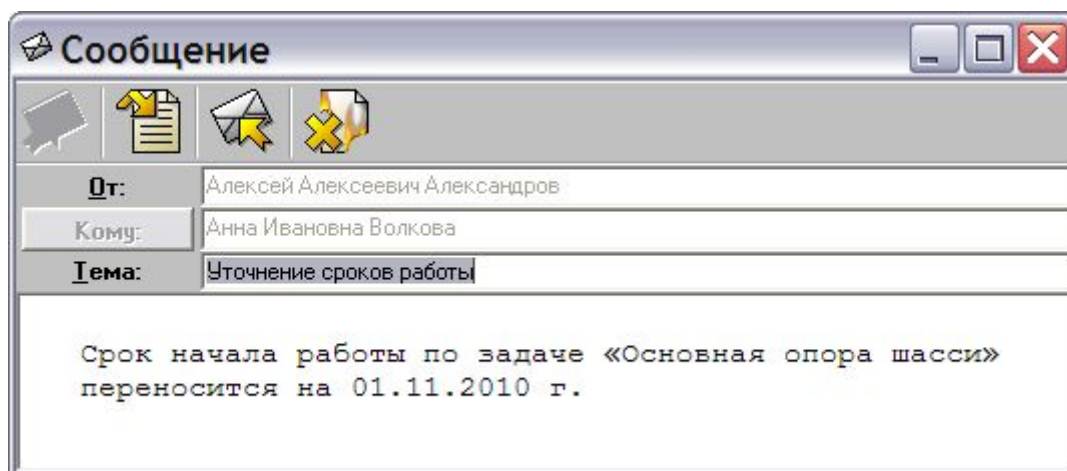 Сообщение
От: Алексей Алексеевич Александров
Кому: Анна Ивановна Волкова
Тема: Уточнение сроков работы
Срок начала работы по задаче «Основная опора шасси»
переносится на 01.11.2010 г.